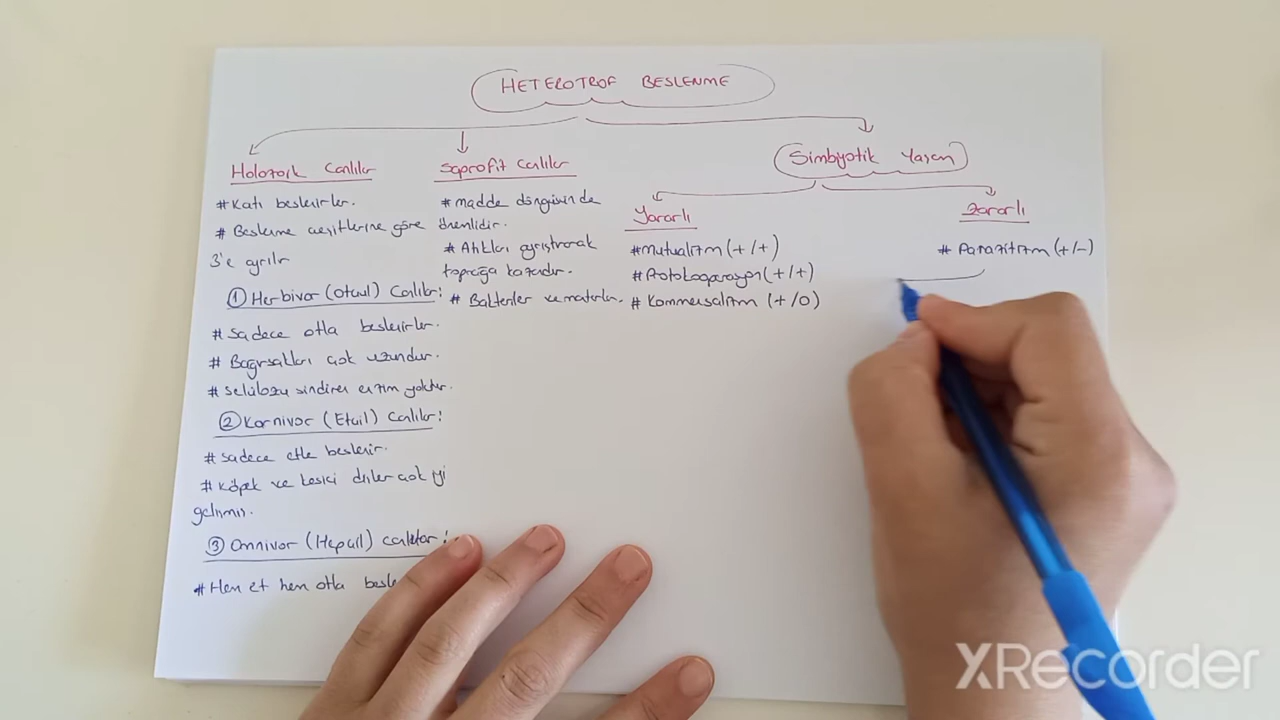 HETEROTROF BESLENME
Holozoik Canlılar
# Katı beslenirler.
# Beslenme çeşitlerine göre
3'e ayrılır
① Herbivor (Otçul) Canlılar:
# Sadece otla beslenirler.
# Bağırsakları çok uzundur.
# Selülozu sindiren enzim yoktur.
② Karnivor (Etçil) Canlılar:
# Sadece etle beslenir.
# Köpek ve kesici dişler çok iyi
gelişmiş.
③ Omnivor (Hepçil) Canlılar:
# Hem et hem otla
Saprofit Canlılar
# madde döngüsünde
önemlidir.
# Atıkları ayrıştırarak
toprağa kazandır.
# Bakteriler ve mantarlar.
Simbiyotik Yaşam
Yararlı
# Mutualizm (+/+)
# Protokooperasyon (+/+)
# Kommensalizm (+/0)
Zararlı
# Parazitizm (+/-)
XRecorder